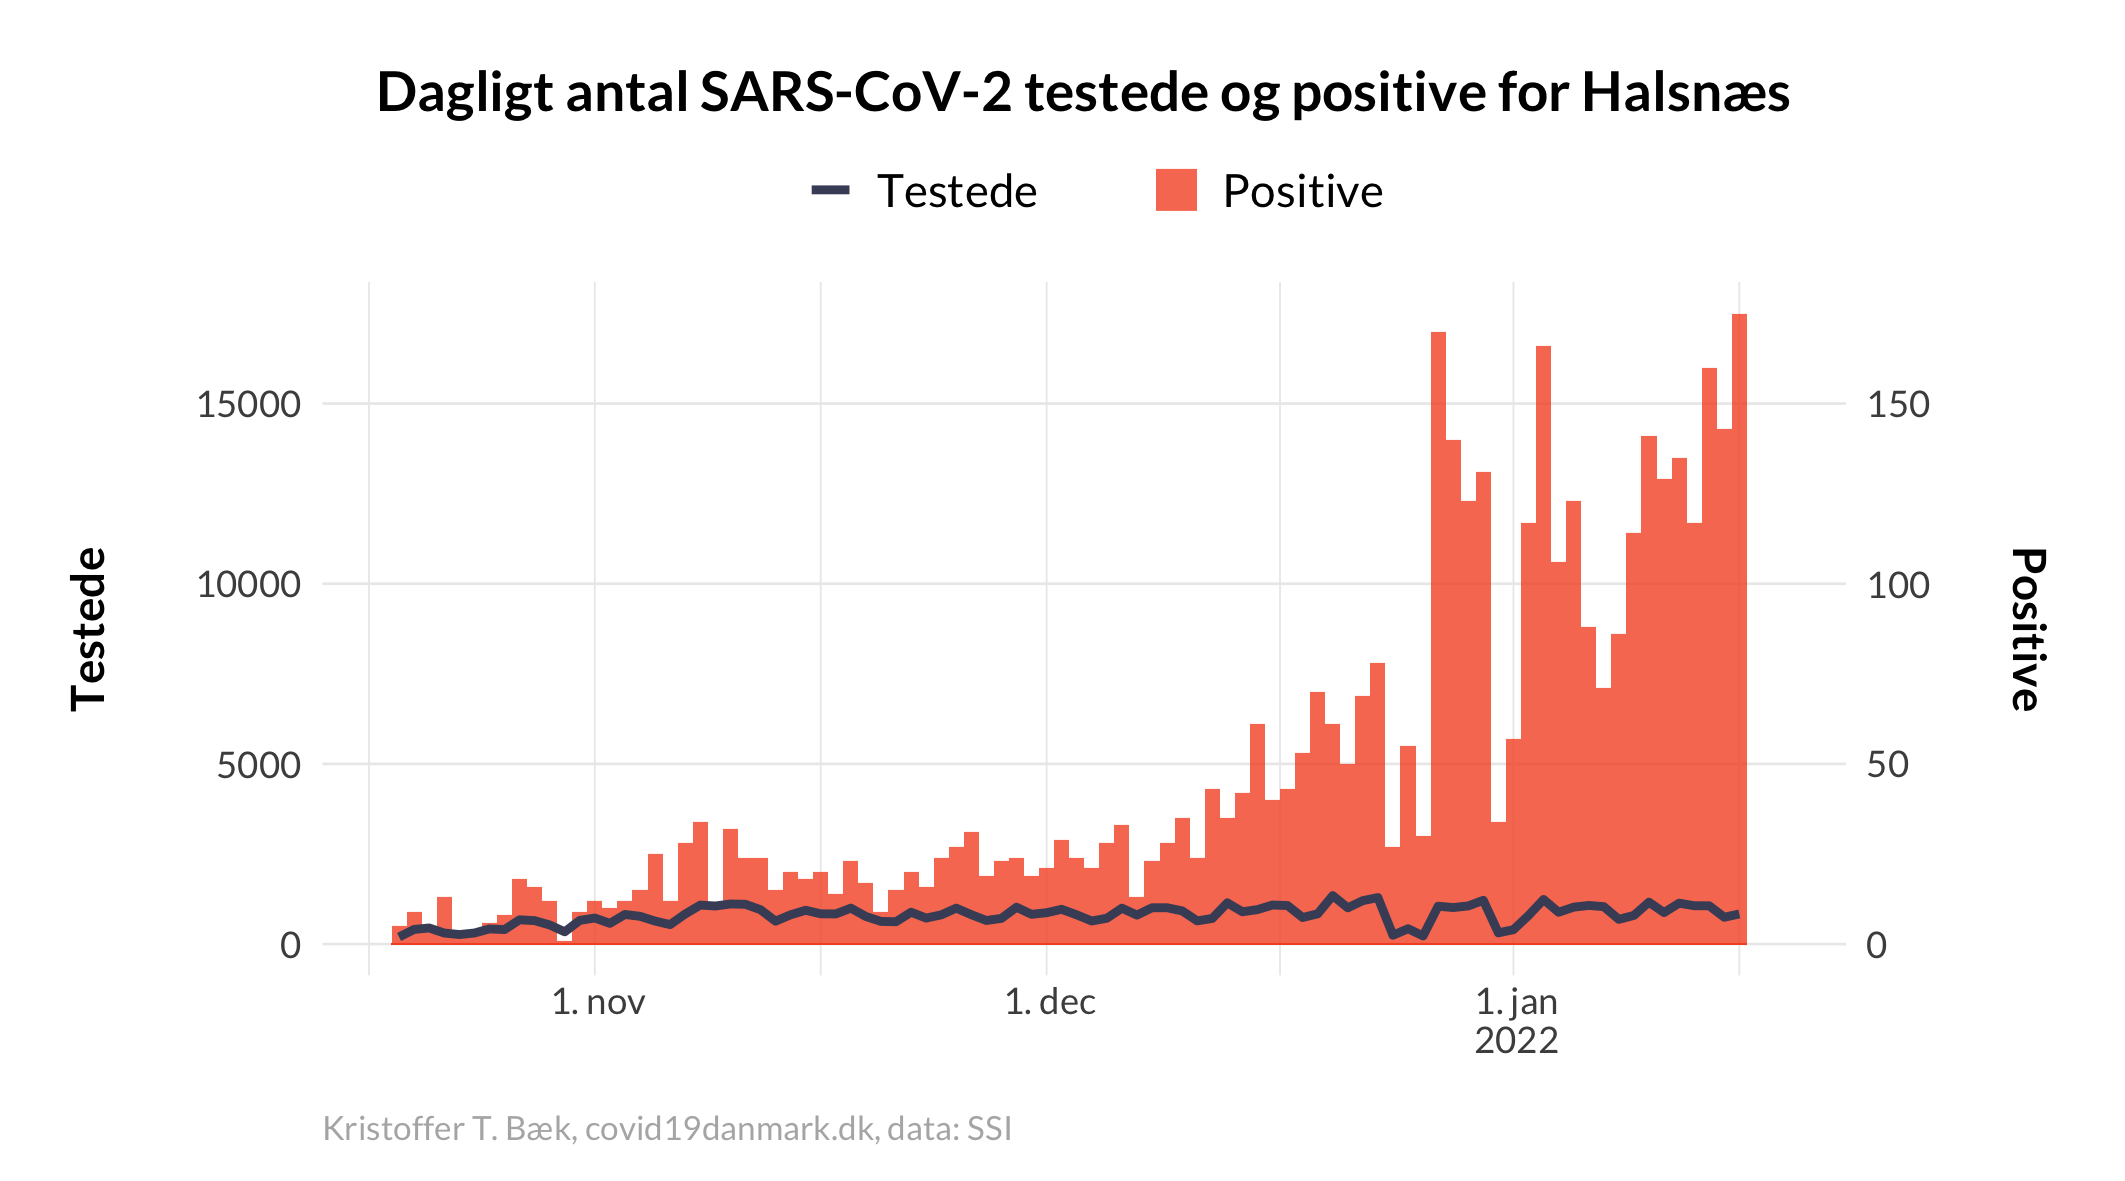 Dagligt antal SARS-CoV-2 testede og positive for Halsnæs
Testede
Positive
15000
10000
5000
0
Testede
150
100
50
0
Positive
1. nov
1. dec
1. jan
2022
Kristoffer T. Bæk, covid19danmark.dk, data: SSI